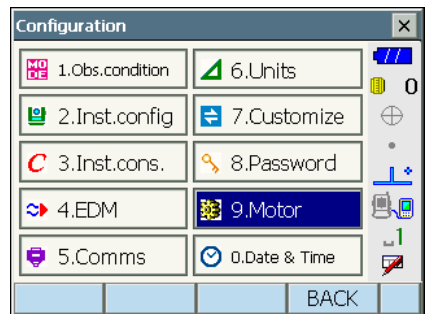 Configuration
MODE 1.Obs.condition
6.Units
0
2.Inst.config
7.Customize
C 3.Inst.cons.
8.Password
4.EDM
9.Motor
5.Comms
0.Date & Time
1
BACK